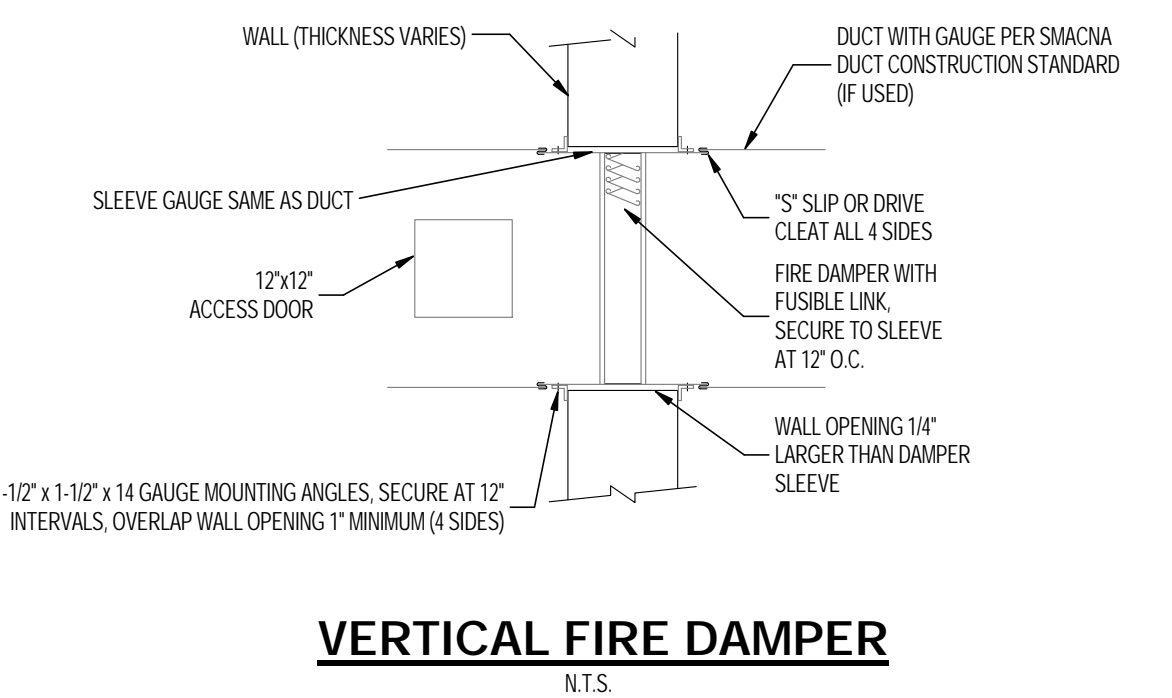 WALL (THICKNESS VARIES)
DUCT WITH GAUGE PER SMACNA
DUCT CONSTRUCTION STANDARD
(IF USED)
SLEEVE GAUGE SAME AS DUCT
"S" SLIP OR DRIVE
CLEAT ALL 4 SIDES
12"x12"
ACCESS DOOR
FIRE DAMPER WITH
FUSIBLE LINK,
SECURE TO SLEEVE
AT 12" O.C.
WALL OPENING 1/4"
LARGER THAN DAMPER
SLEEVE
-1/2" x 1-1/2" x 14 GAUGE MOUNTING ANGLES, SECURE AT 12"
INTERVALS, OVERLAP WALL OPENING 1" MINIMUM (4 SIDES)
VERTICAL FIRE DAMPER
N.T.S.